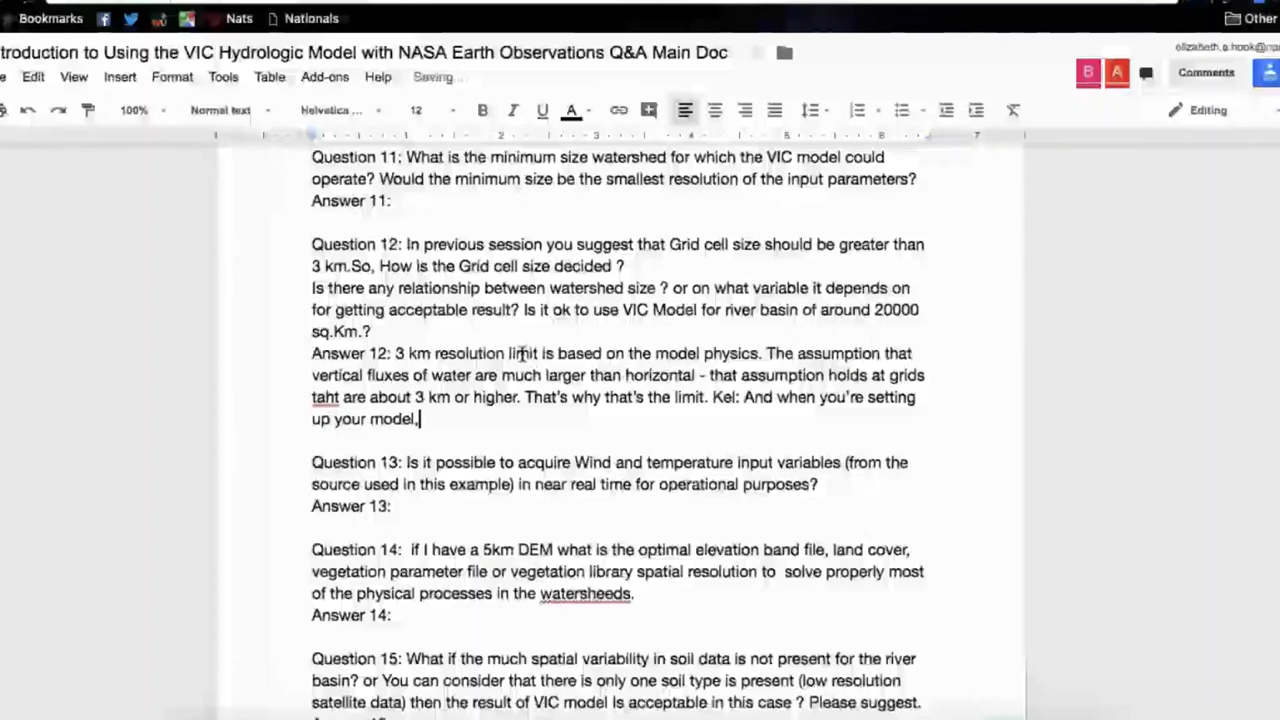 Bookmarks Nats Nationals Other
ntroduction to Using the VIC Hydrologic Model with NASA Earth Observations Q&A Main Doc
Edit View Insert Format Tools Table Add-ons Help Saving... Comments
100% Normal text Helvetica ... 12 B I U A Editing
2 3 4 5 6 7
Question 11: What is the minimum size watershed for which the VIC model could
operate? Would the minimum size be the smallest resolution of the input parameters?
Answer 11:
Question 12: In previous session you suggest that Grid cell size should be greater than
3 km.So, How is the Grid cell size decided ?
Is there any relationship between watershed size ? or on what variable it depends on
for getting acceptable result? Is it ok to use VIC Model for river basin of around 20000
sq.Km.?
Answer 12: 3 km resolution limit is based on the model physics. The assumption that
vertical fluxes of water are much larger than horizontal - that assumption holds at grids
taht are about 3 km or higher. That's why that's the limit. Kel: And when you're setting
up your model,
Question 13: Is it possible to acquire Wind and temperature input variables (from the
source used in this example) in near real time for operational purposes?
Answer 13:
Question 14: if I have a 5km DEM what is the optimal elevation band file, land cover,
vegetation parameter file or vegetation library spatial resolution to solve properly most
of the physical processes in the watersheeds.
Answer 14:
Question 15: What if the much spatial variability in soil data is not present for the river
basin? or You can consider that there is only one soil type is present (low resolution
satellite data) then the result of VIC model is acceptable in this case ? Please suggest.